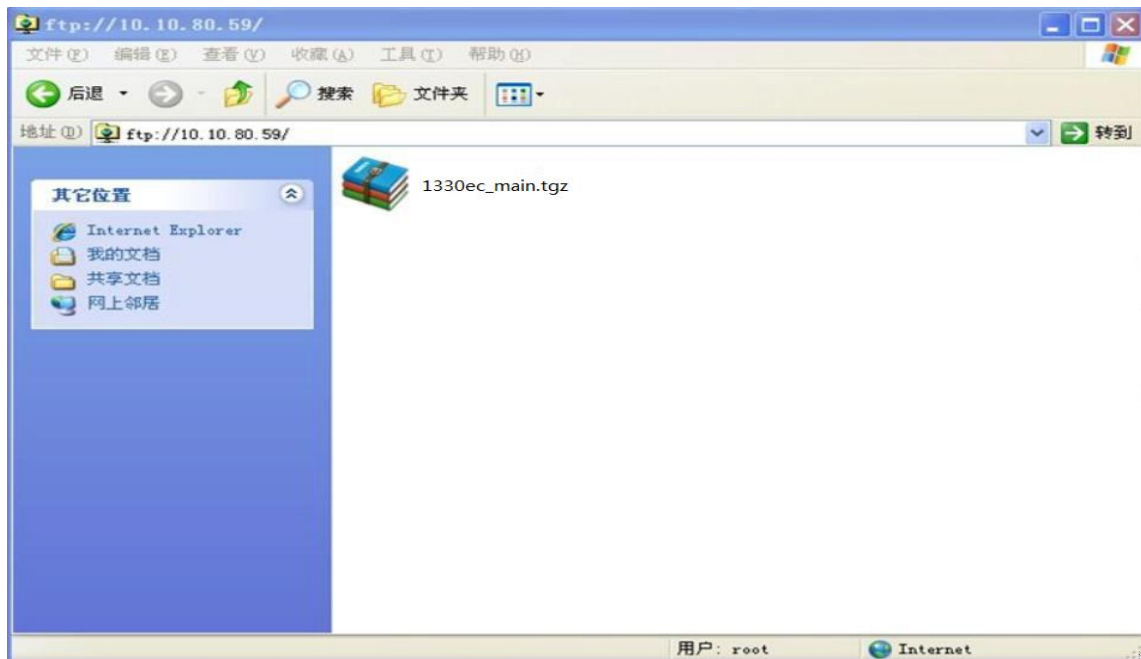 ftp://10.10.80.59/
文件(F) 编辑(E) 查看(V) 收藏(A) 工具(T) 帮助(H)
后退 搜索 文件夹
地址(D) ftp://10.10.80.59/ 转到
其它位置
Internet Explorer
我的文档
共享文档
网上邻居
1330ec_main.tgz
用户: root Internet